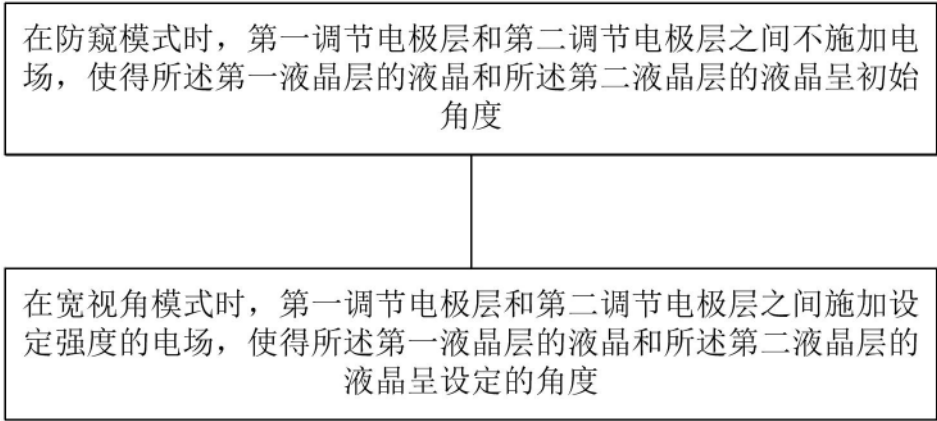 在防窥模式时，第一调节电极层和第二调节电极层之间不施加电
场，使得所述第一液晶层的液晶和所述第二液晶层的液晶呈初始
角度
在宽视角模式时，第一调节电极层和第二调节电极层之间施加设
定强度的电场，使得所述第一液晶层的液晶和所述第二液晶层的
液晶呈设定的角度